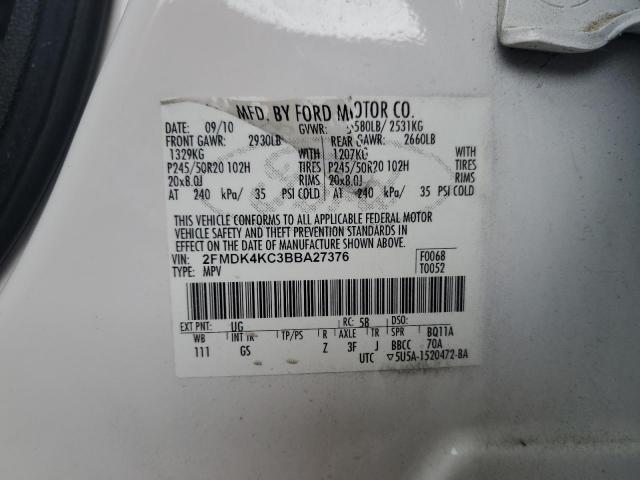 MFD. BY FORD MOTOR CO.
DATE: 09/10 GVWR: 5580LB/ 2531KG
FRONT GAWR: 2930LB REAR GAWR: 2660LB
1329KG WITH 1207KG WITH
P245/50R20 102H TIRES P245/50R20 102H TIRES
20x8.0J RIMS 20x8.0J RIMS
AT 240 kPa/ 35 PSI COLD AT 240 kPa/ 35 PSI COLD
THIS VEHICLE CONFORMS TO ALL APPLICABLE FEDERAL MOTOR
VEHICLE SAFETY AND THEFT PREVENTION STANDARDS IN
EFFECT ON THE DATE OF MANUFACTURE SHOWN ABOVE.
VIN: 2FMDK4KC3BBA27376 F0068
TYPE: MPV T0052
EXT PNT: UG RC: 58 DSO:
WB INT TR TP/PS R AXLE TR SPR BQ11A
111 GS Z 3F J BBCC 70A
UTC ▽5U5A-1520472-BA